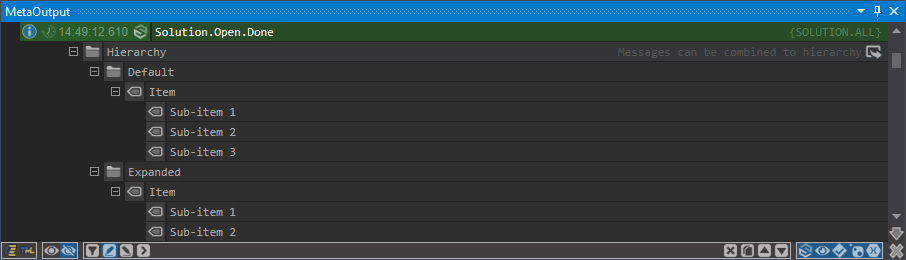 MetaOutput
14:49:12.610 Solution.Open.Done {SOLUTION.ALL}
Hierarchy Messages can be combined to hierarchy
Default
Item
Sub-item 1
Sub-item 2
Sub-item 3
Expanded
Item
Sub-item 1
Sub-item 2